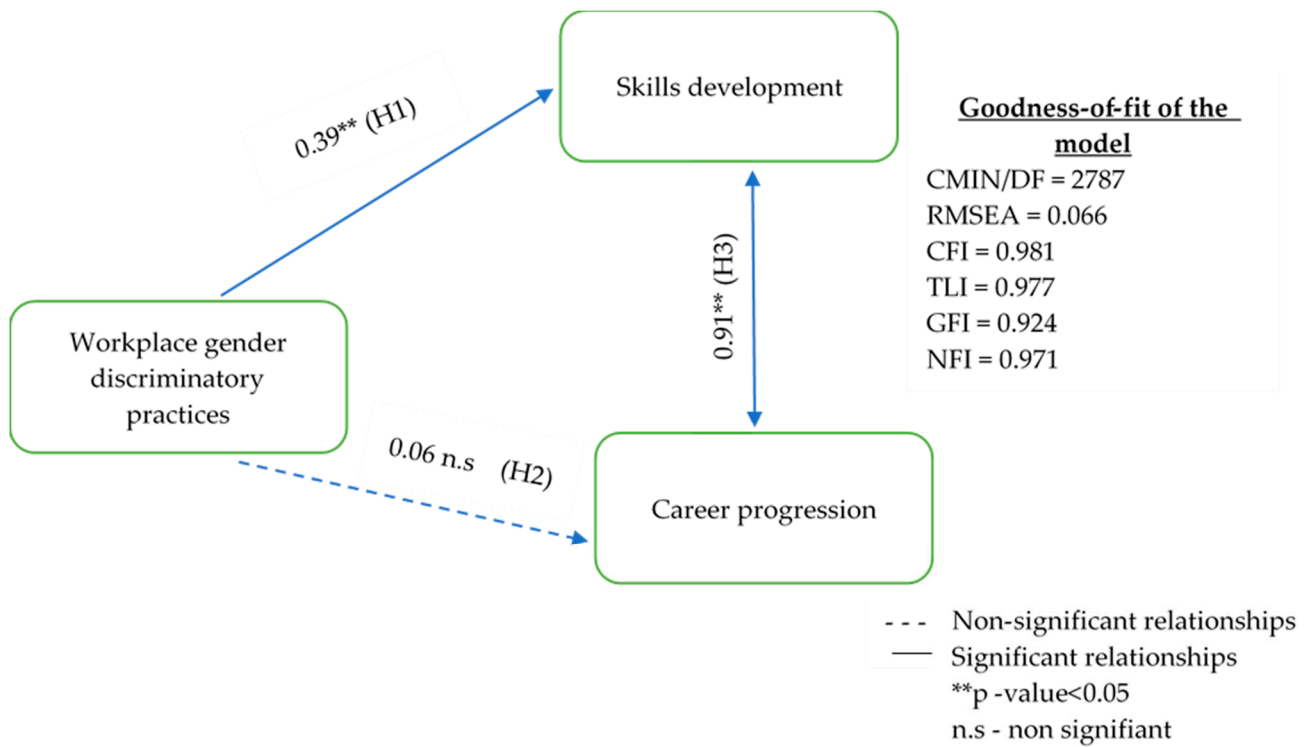 Skills development
0.39** (H1)
Goodness-of-fit of the
model
CMIN/DF = 2787
RMSEA = 0.066
CFI = 0.981
TLI = 0.977
GFI = 0.924
NFI = 0.971
0.91** (H3)
Workplace gender
discriminatory
practices
0.06 n.s (H2)
Career progression
Non-significant relationships
Significant relationships
**p -value<0.05
n.s - non signifiant